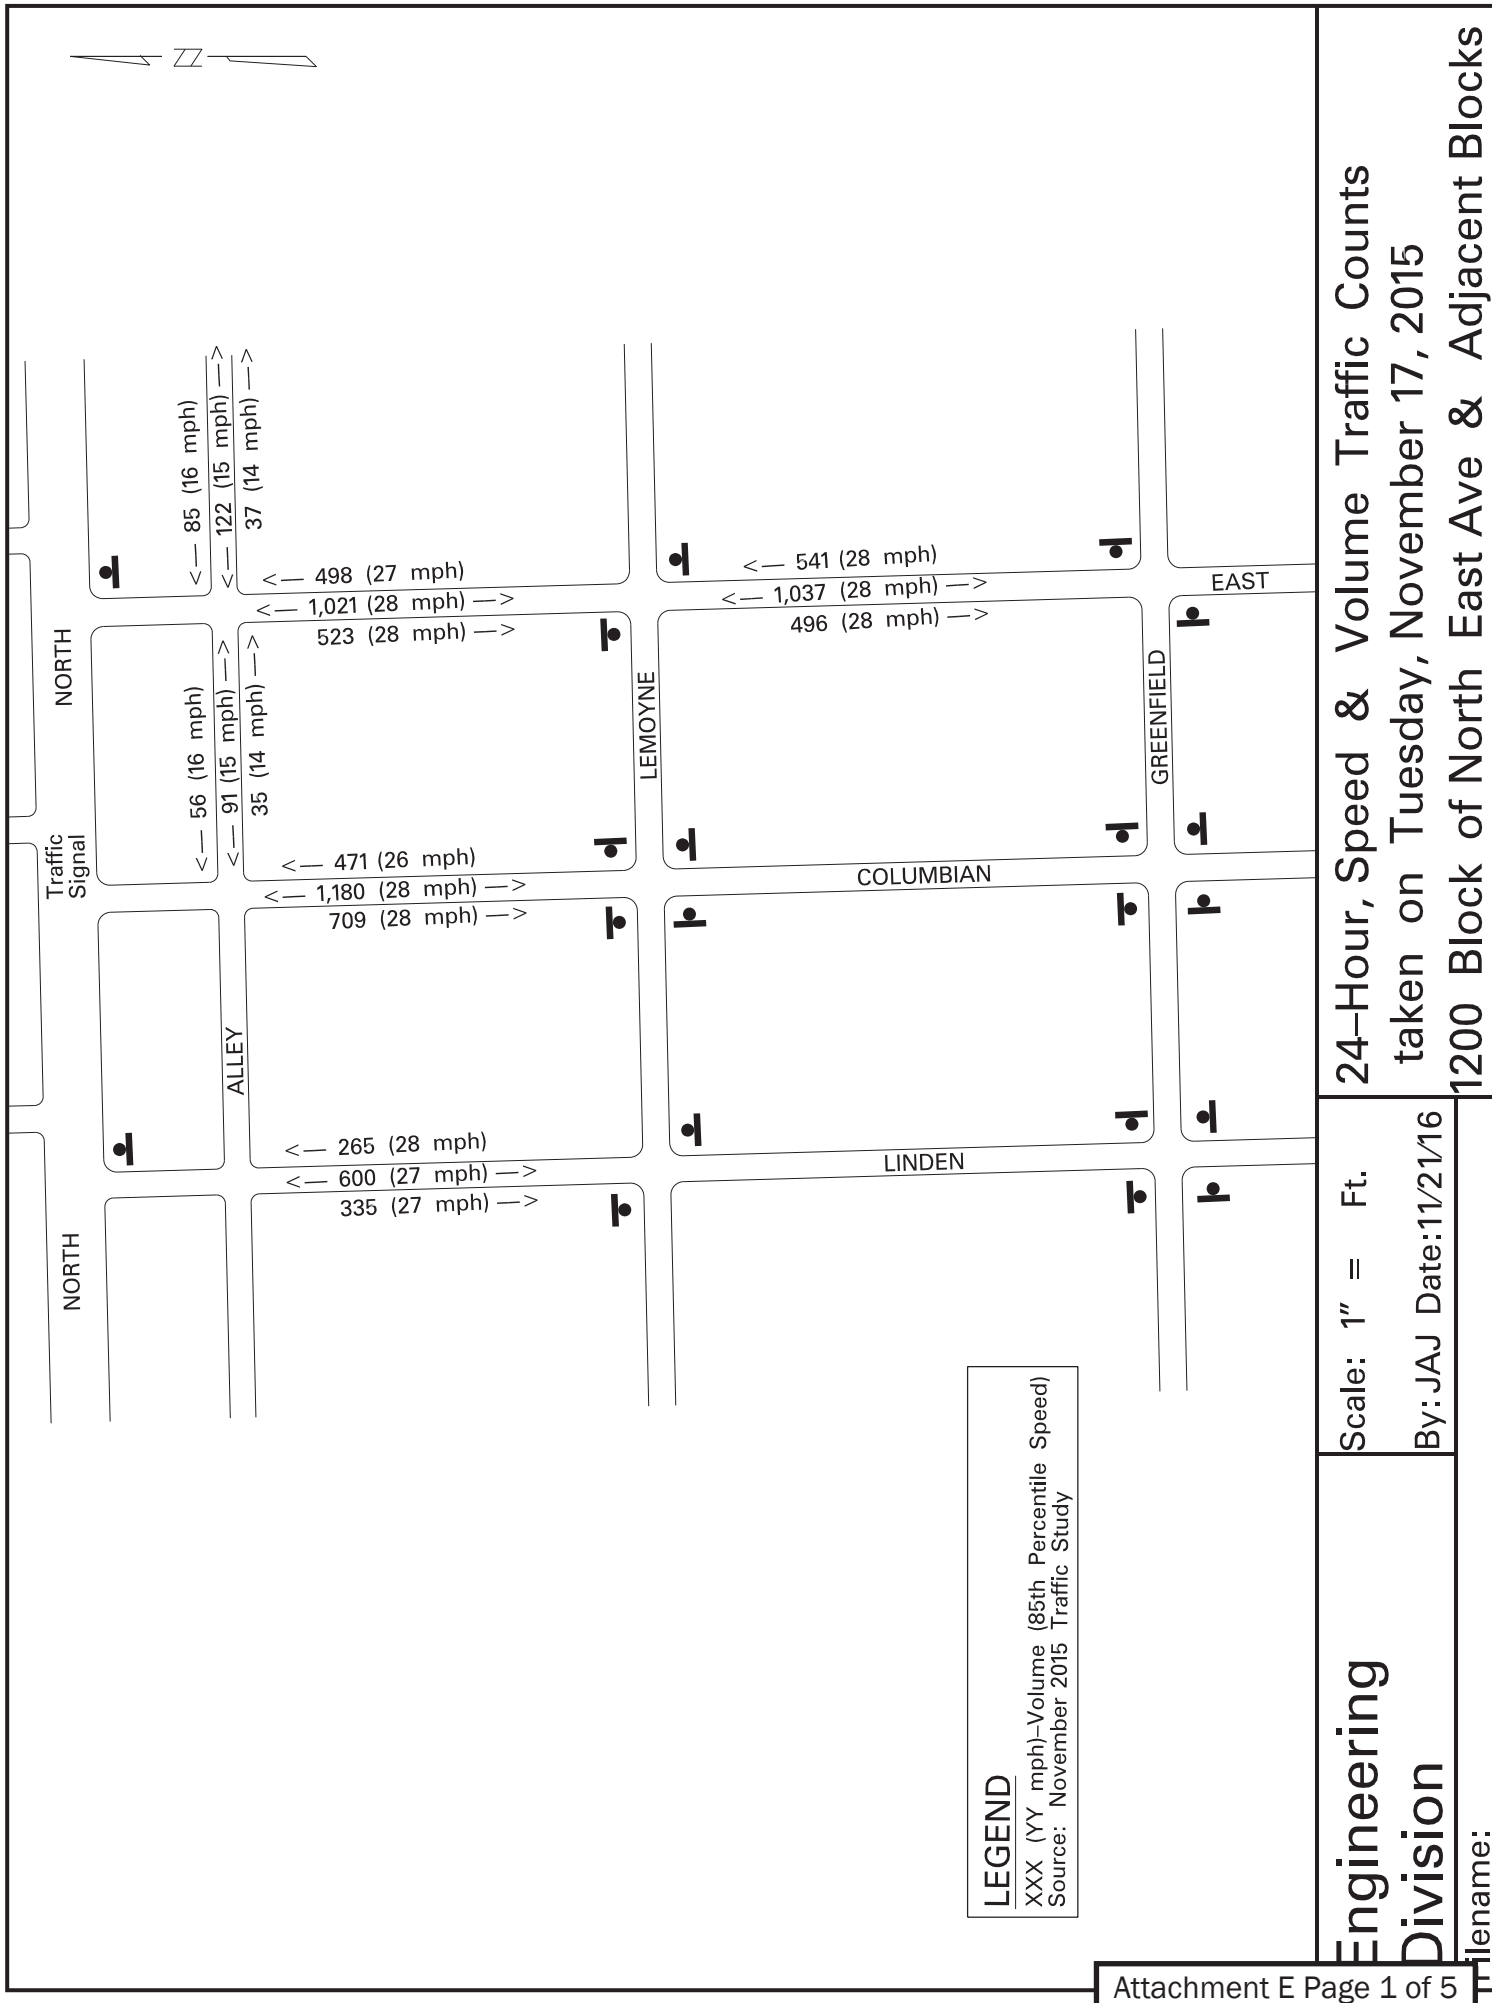 NORTH
Traffic
Signal
NORTH
<— 85 (16 mph)
<— 122 (15 mph) —>
37 (14 mph) —>
<— 56 (16 mph)
<— 91 (15 mph) —>
35 (14 mph) —>
ALLEY
<— 498 (27 mph)
<— 1,021 (28 mph) —>
523 (28 mph) —>
<— 471 (26 mph)
<— 1,180 (28 mph) —>
709 (28 mph) —>
<— 265 (28 mph)
<— 600 (27 mph) —>
335 (27 mph) —>
LEMOYNE
<— 541 (28 mph)
<— 1,037 (28 mph) —>
496 (28 mph) —>
COLUMBIAN
LINDEN
GREENFIELD
EAST
LEGEND
XXX (YY mph)–Volume (85th Percentile Speed)
Source: November 2015 Traffic Study
Engineering
Division
Filename:
Scale: 1" = Ft.
By: JAJ Date: 11/21/16
24–Hour, Speed & Volume Traffic Counts
taken on Tuesday, November 17, 2015
1200 Block of North East Ave & Adjacent Blocks
Attachment E Page 1 of 5